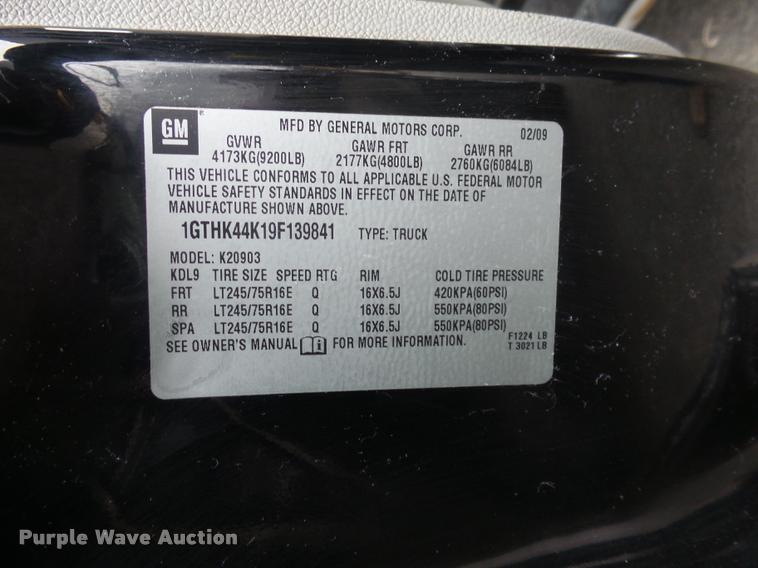 GM
MFD BY GENERAL MOTORS CORP. 02/09
GVWR GAWR FRT GAWR RR
4173KG(9200LB) 2177KG(4800LB) 2760KG(6084LB)
THIS VEHICLE CONFORMS TO ALL APPLICABLE U.S. FEDERAL MOTOR
VEHICLE SAFETY STANDARDS IN EFFECT ON THE DATE OF
MANUFACTURE SHOWN ABOVE.
1GTHK44K19F139841 TYPE: TRUCK
MODEL: K20903
KDL9 TIRE SIZE SPEED RTG RIM COLD TIRE PRESSURE
FRT LT245/75R16E Q 16X6.5J 420KPA(60PSI)
RR LT245/75R16E Q 16X6.5J 550KPA(80PSI)
SPA LT245/75R16E Q 16X6.5J 550KPA(80PSI)
SEE OWNER'S MANUAL i FOR MORE INFORMATION.
F1224 LB
T 3021 LB
Purple Wave Auction